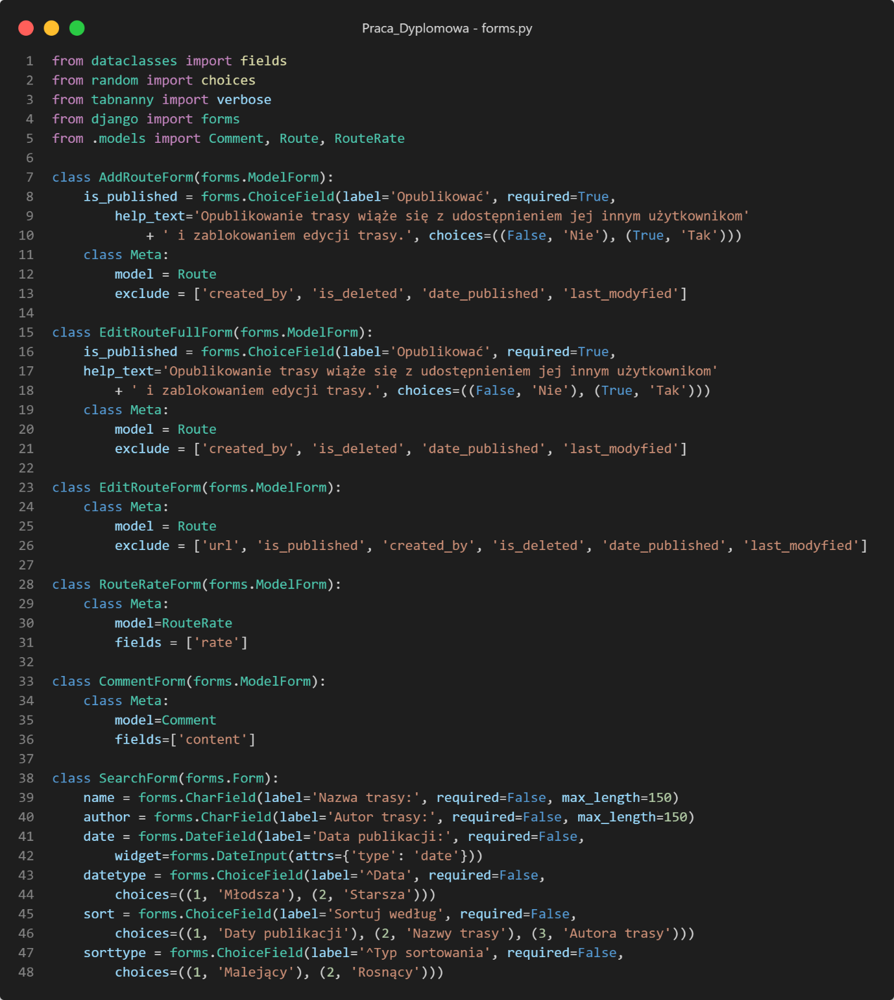 Praca_Dyplomowa - forms.py
1 from dataclasses import fields
2 from random import choices
3 from tabnanny import verbose
4 from django import forms
5 from .models import Comment, Route, RouteRate
6
7 class AddRouteForm(forms.ModelForm):
8     is_published = forms.ChoiceField(label='Opublikować', required=True,
9         help_text='Opublikowanie trasy wiąże się z udostępnieniem jej innym użytkownikom'
10             + ' i zablokowaniem edycji trasy.', choices=((False, 'Nie'), (True, 'Tak')))
11     class Meta:
12         model = Route
13         exclude = ['created_by', 'is_deleted', 'date_published', 'last_modyfied']
14
15 class EditRouteFullForm(forms.ModelForm):
16     is_published = forms.ChoiceField(label='Opublikować', required=True,
17     help_text='Opublikowanie trasy wiąże się z udostępnieniem jej innym użytkownikom'
18         + ' i zablokowaniem edycji trasy.', choices=((False, 'Nie'), (True, 'Tak')))
19     class Meta:
20         model = Route
21         exclude = ['created_by', 'is_deleted', 'date_published', 'last_modyfied']
22
23 class EditRouteForm(forms.ModelForm):
24     class Meta:
25         model = Route
26         exclude = ['url', 'is_published', 'created_by', 'is_deleted', 'date_published', 'last_modyfied']
27
28 class RouteRateForm(forms.ModelForm):
29     class Meta:
30         model=RouteRate
31         fields = ['rate']
32
33 class CommentForm(forms.ModelForm):
34     class Meta:
35         model=Comment
36         fields=['content']
37
38 class SearchForm(forms.Form):
39     name = forms.CharField(label='Nazwa trasy:', required=False, max_length=150)
40     author = forms.CharField(label='Autor trasy:', required=False, max_length=150)
41     date = forms.DateField(label='Data publikacji:', required=False,
42         widget=forms.DateInput(attrs={'type': 'date'}))
43     datetype = forms.ChoiceField(label='^Data', required=False,
44         choices=((1, 'Młodsza'), (2, 'Starsza')))
45     sort = forms.ChoiceField(label='Sortuj według', required=False,
46         choices=((1, 'Daty publikacji'), (2, 'Nazwy trasy'), (3, 'Autora trasy')))
47     sorttype = forms.ChoiceField(label='^Typ sortowania', required=False,
48         choices=((1, 'Malejący'), (2, 'Rosnący')))